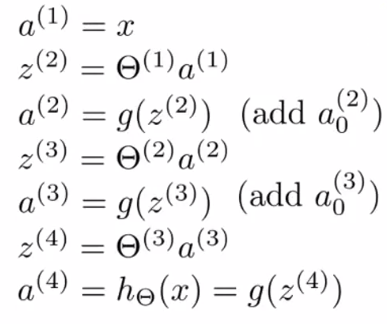 a^{(1)} = x
z^{(2)} = Θ^{(1)}a^{(1)}
a^{(2)} = g(z^{(2)}) (add a_0^{(2)})
z^{(3)} = Θ^{(2)}a^{(2)}
a^{(3)} = g(z^{(3)}) (add a_0^{(3)})
z^{(4)} = Θ^{(3)}a^{(3)}
a^{(4)} = h_Θ(x) = g(z^{(4)})